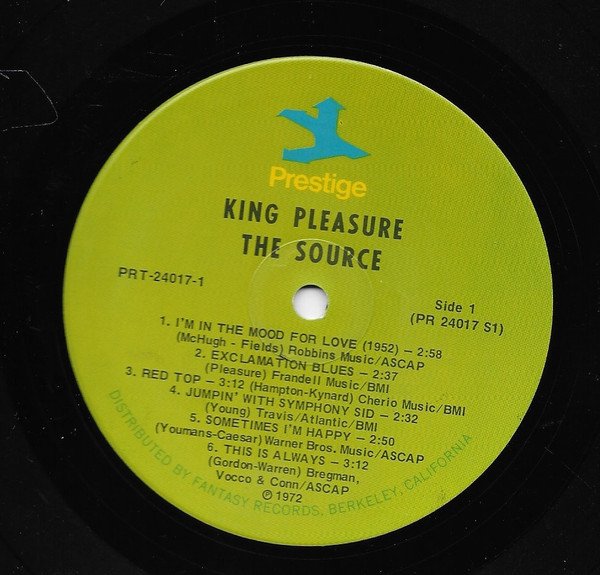 Prestige
KING PLEASURE
THE SOURCE
PRT-24017-1
Side 1
(PR 24017 S1)
1. I'M IN THE MOOD FOR LOVE (1952) – 2:58
(McHugh - Fields) Robbins Music/ASCAP
2. EXCLAMATION BLUES – 2:37
(Pleasure) Frandell Music/BMI
3. RED TOP – 3:12 (Hampton-Kynard) Cherio Music/BMI
4. JUMPIN' WITH SYMPHONY SID – 2:32
(Young) Travis/Atlantic/BMI
5. SOMETIMES I'M HAPPY – 2:50
(Youmans-Caesar) Warner Bros. Music/ASCAP
6. THIS IS ALWAYS – 3:12
(Gordon-Warren) Bregman,
Vocco & Conn/ASCAP
℗ 1972
DISTRIBUTED BY FANTASY RECORDS, BERKELEY, CALIFORNIA